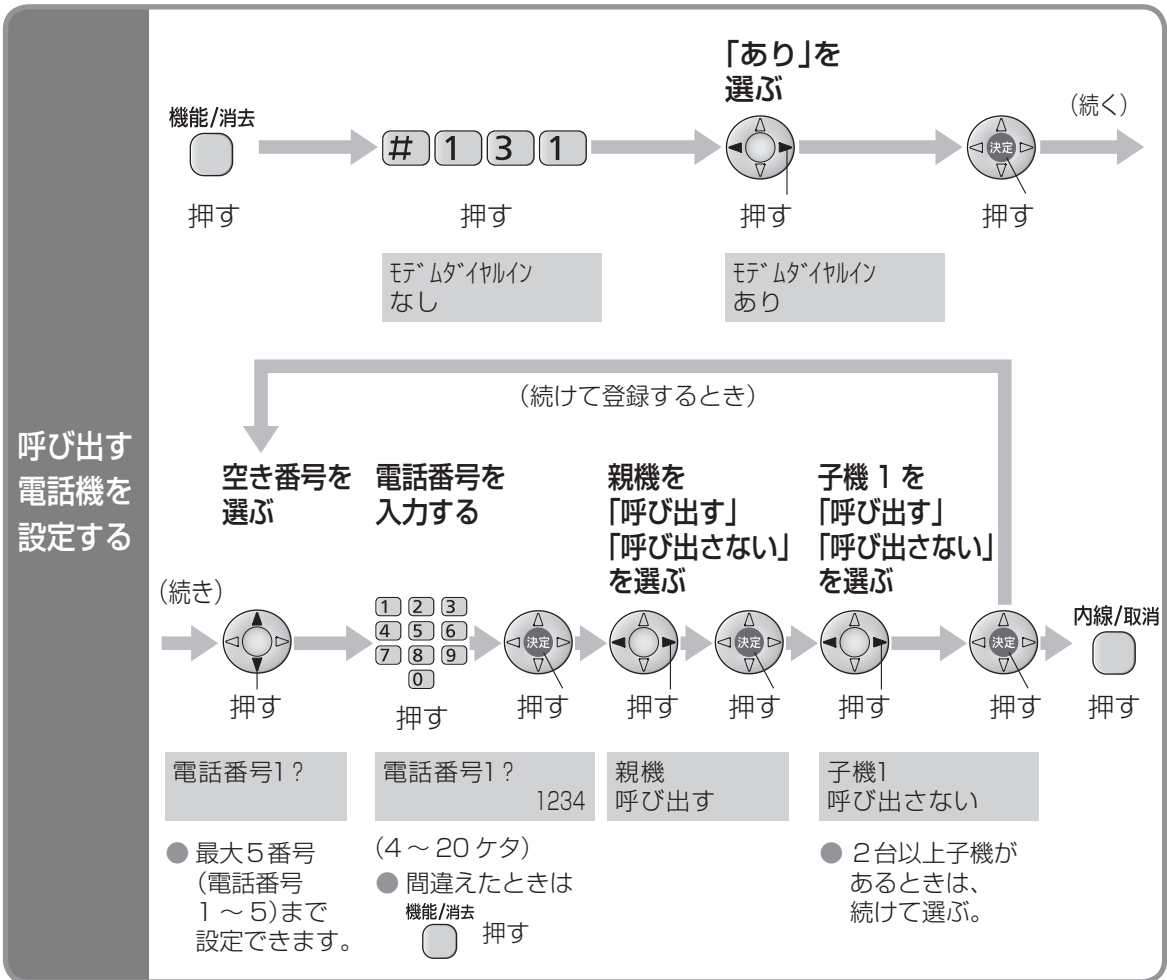 呼び出す
電話機を
設定する
機能/消去
押す
# 1 3 1
押す
ﾓﾃﾞﾑﾀﾞｲﾔﾙｲﾝ
なし
「あり」を
選ぶ
押す
ﾓﾃﾞﾑﾀﾞｲﾔﾙｲﾝ
あり
決定
押す
(続く)
(続けて登録するとき)
(続き)
空き番号を
選ぶ
押す
電話番号1?
● 最大5番号
(電話番号
1～5)まで
設定できます。
電話番号を
入力する
1 2 3
4 5 6
7 8 9
0
押す
決定
押す
電話番号1?
1234
(4～20ケタ)
● 間違えたときは
機能/消去
押す
親機を
「呼び出す」
「呼び出さない」
を選ぶ
押す
決定
押す
親機
呼び出す
子機1を
「呼び出す」
「呼び出さない」
を選ぶ
押す
決定
押す
子機1
呼び出さない
● 2台以上子機が
あるときは、
続けて選ぶ。
内線/取消
押す